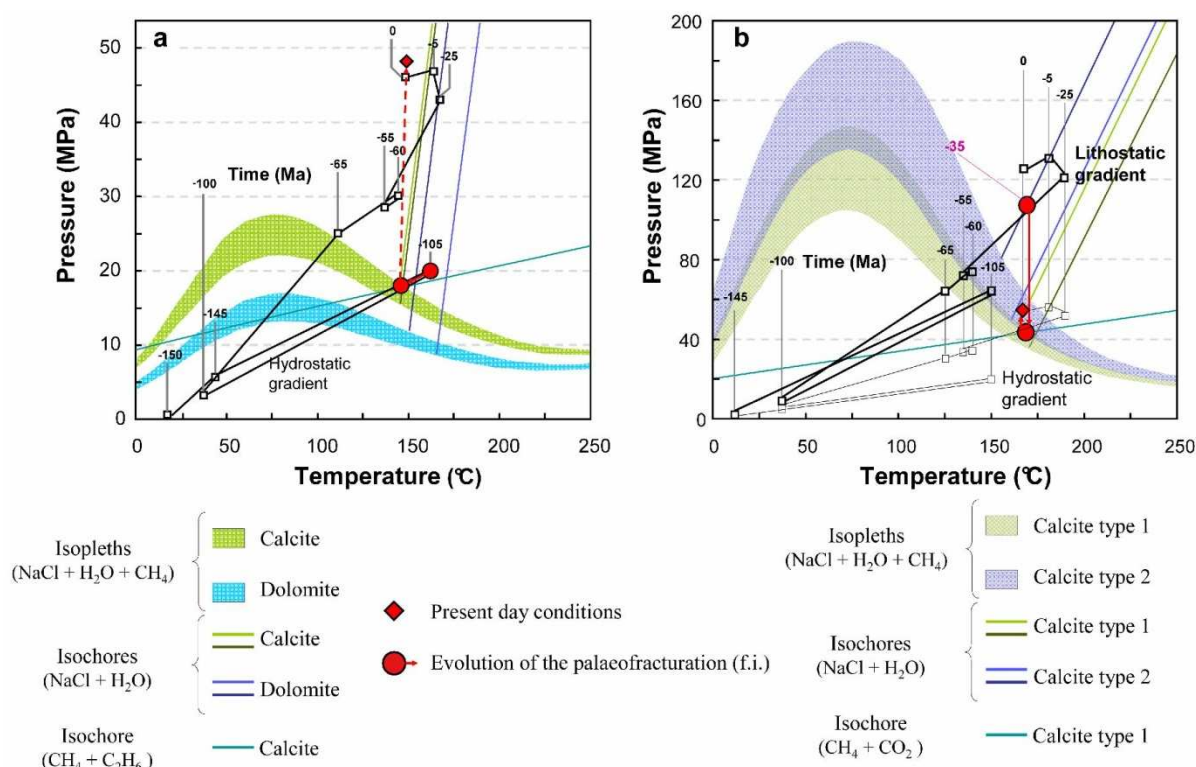 a
50
40
30
20
10
0
Pressure (MPa)
0
-5
-25
-55
-60
-65
Time (Ma)
-100
-105
-145
-150
Hydrostatic
gradient
0
50
100
150
200
250
Temperature (°C)
b
200
160
120
80
40
0
Pressure (MPa)
0
-5
-25
-35
Lithostatic
gradient
-55
-60
-65
Time (Ma)
-100
-105
-145
Hydrostatic
gradient
0
50
100
150
200
250
Temperature (°C)
Isopleths
(NaCl + H₂O + CH₄)
Calcite
Dolomite
Isochores
(NaCl + H₂O)
Calcite
Dolomite
Isochore
(CH₄ + C₂H₆)
Calcite
Present day conditions
Evolution of the palaeofracturation (f.i.)
Isopleths
(NaCl + H₂O + CH₄)
Calcite type 1
Calcite type 2
Isochores
(NaCl + H₂O)
Calcite type 1
Calcite type 2
Isochore
(CH₄ + CO₂)
Calcite type 1